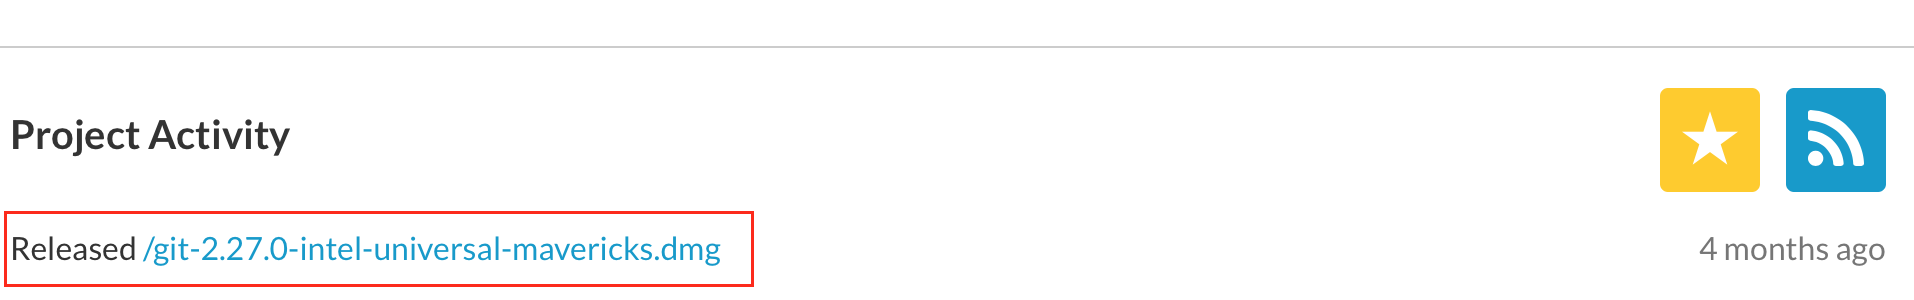 Project Activity
Released /git-2.27.0-intel-universal-mavericks.dmg 4 months ago